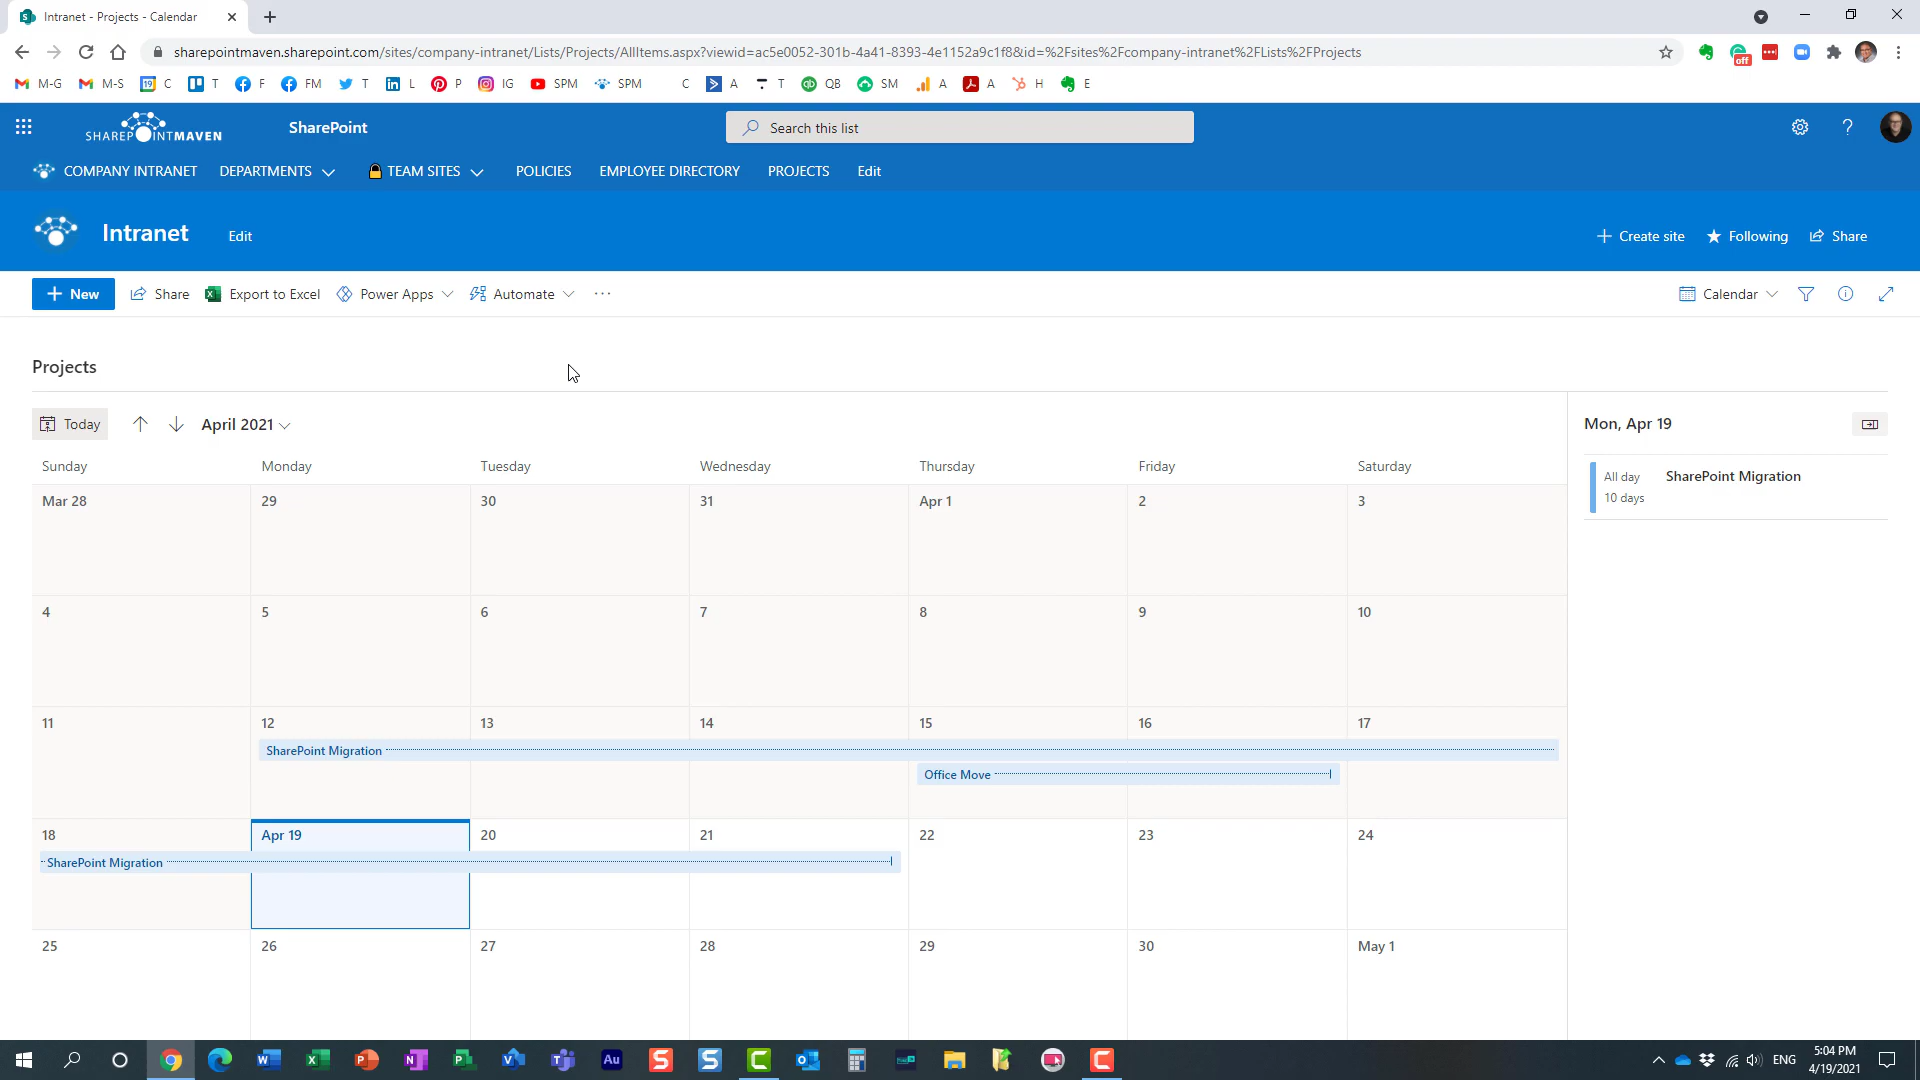 Intranet - Projects - Calendar
sharepointmaven.sharepoint.com/sites/company-intranet/Lists/Projects/AllItems.aspx?viewid=ac5e0052-301b-4a41-8393-4e1152a9c1f8&id=%2Fsites%2Fcompany-intranet%2FLists%2FProjects
off
M-G M-S 19 C T F FM T L P IG SPM SPM C A T QB SM A A H E
SHAREPOINTMAVEN SharePoint Search this list
COMPANY INTRANET DEPARTMENTS TEAM SITES POLICIES EMPLOYEE DIRECTORY PROJECTS Edit
Intranet Edit + Create site Following Share
+ New Share Export to Excel Power Apps Automate ... Calendar
Projects
Today April 2021 Mon, Apr 19
Sunday Monday Tuesday Wednesday Thursday Friday Saturday
All day SharePoint Migration
10 days
Mar 28 29 30 31 Apr 1 2 3
4 5 6 7 8 9 10
11 12 13 14 15 16 17
SharePoint Migration
Office Move
18 Apr 19 20 21 22 23 24
SharePoint Migration
25 26 27 28 29 30 May 1
ENG
5:04 PM
4/19/2021